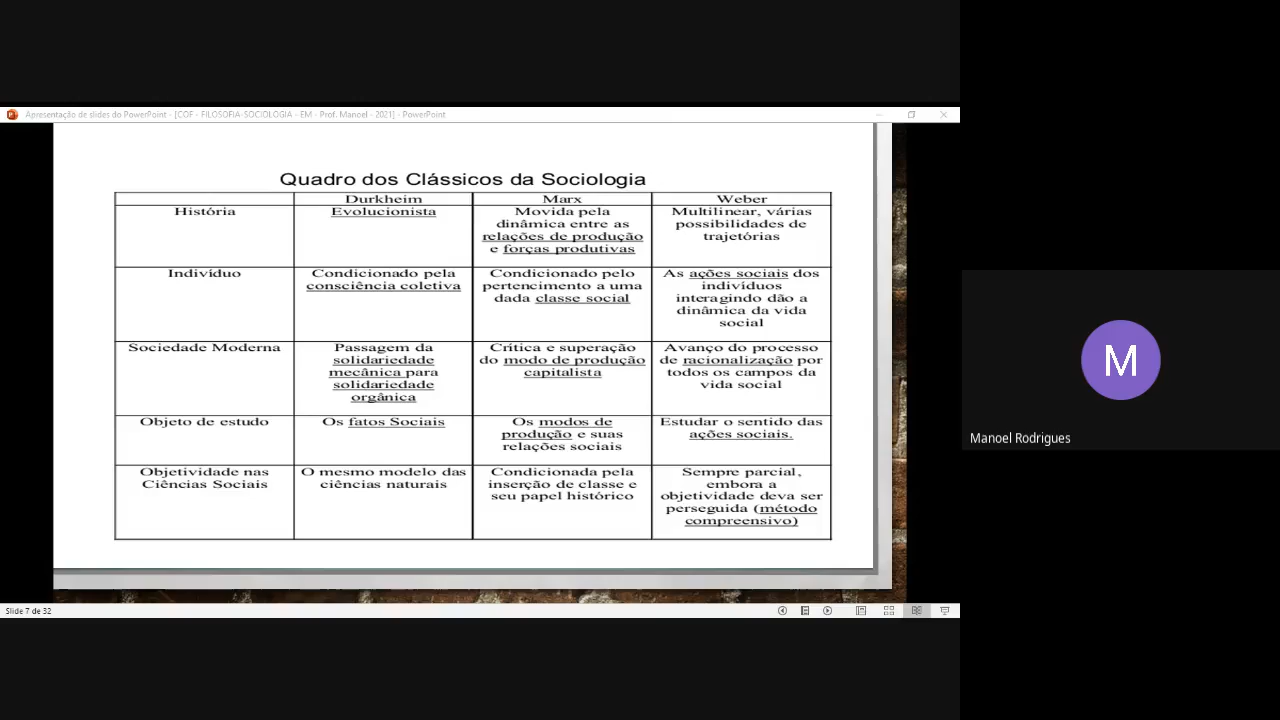 Apresentação de slides do PowerPoint - [COF - FILOSOFIA-SOCIOLOGIA - EM - Prof. Manoel - 2021] - PowerPoint
Quadro dos Clássicos da Sociologia
Durkheim
Marx
Weber
História
Evolucionista
Movida pela
dinâmica entre as
relações de produção
e forças produtivas
Multilinear, várias
possibilidades de
trajetórias
Indivíduo
Condicionado pela
consciência coletiva
Condicionado pelo
pertencimento a uma
dada classe social
As ações sociais dos
indivíduos
interagindo dão a
dinâmica da vida
social
Sociedade Moderna
Passagem da
solidariedade
mecânica para
solidariedade
orgânica
Crítica e superação
do modo de produção
capitalista
Avanço do processo
de racionalização por
todos os campos da
vida social
Objeto de estudo
Os fatos Sociais
Os modos de
produção e suas
relações sociais
Estudar o sentido das
ações sociais.
Objetividade nas
Ciências Sociais
O mesmo modelo das
ciências naturais
Condicionada pela
inserção de classe e
seu papel histórico
Sempre parcial,
embora a
objetividade deva ser
perseguida (método
compreensivo)
Slide 7 de 32
M
Manoel Rodrigues